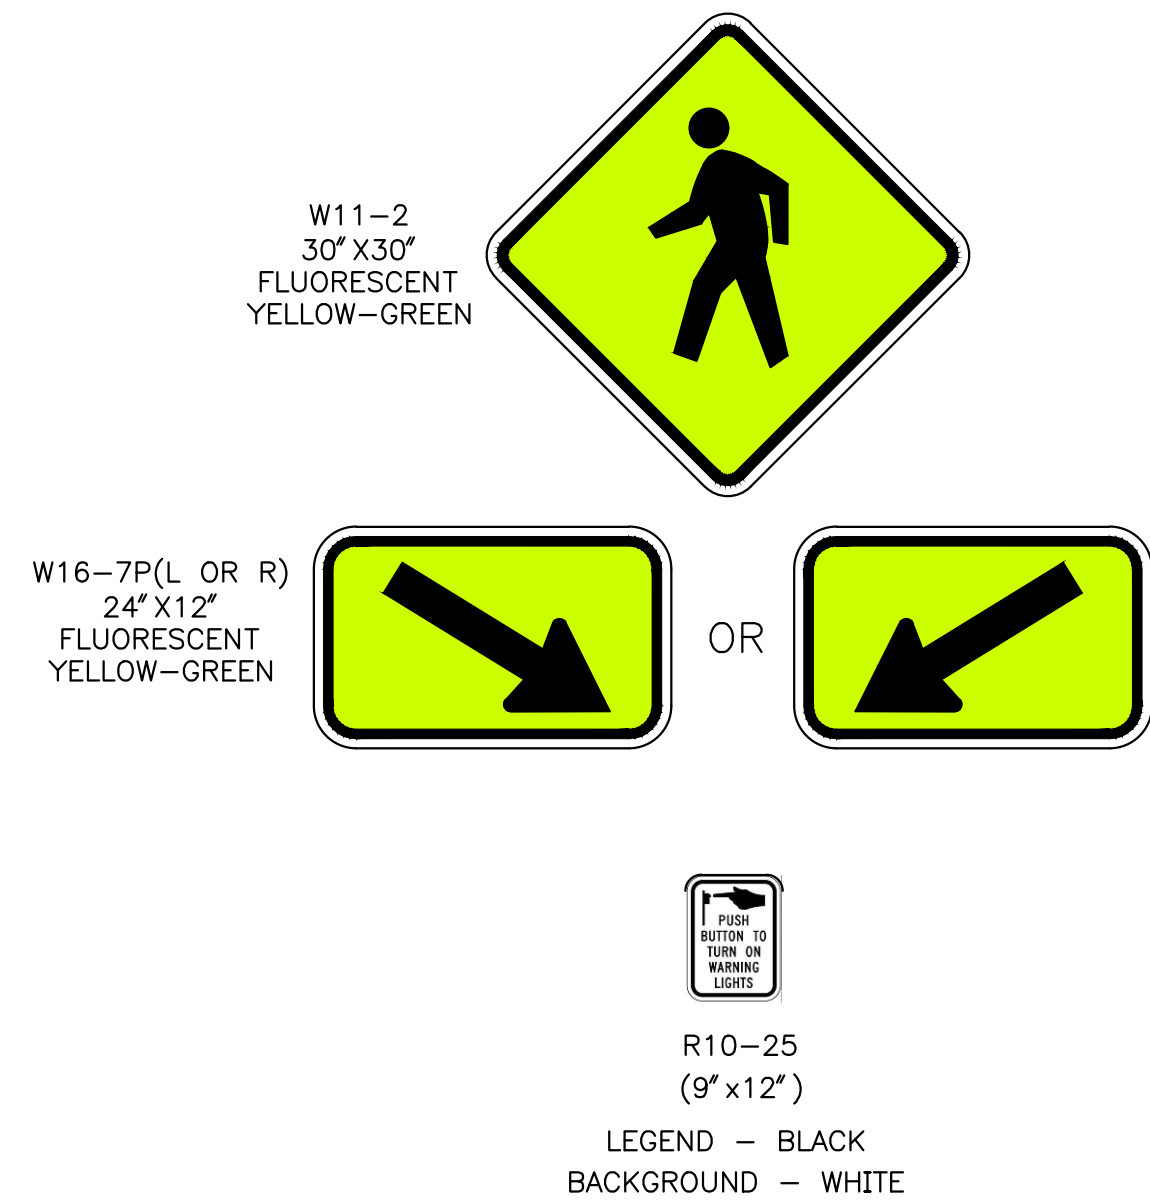 W11-2
30" X30"
FLUORESCENT
YELLOW-GREEN
W16-7P(L OR R)
24" X12"
FLUORESCENT
YELLOW-GREEN
OR
PUSH
BUTTON TO
TURN ON
WARNING
LIGHTS
R10-25
(9" x12")
LEGEND - BLACK
BACKGROUND - WHITE